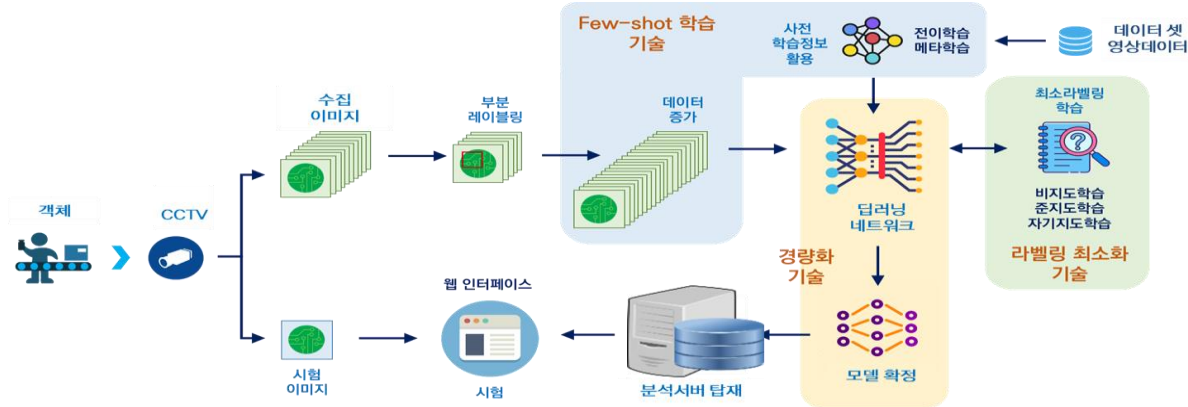 Few-shot 학습
기술
사전
학습정보
활용
전이학습
메타학습
데이터 셋
영상데이터
수집
이미지
부분
레이블링
데이터
증가
최소라벨링
학습
?
비지도학습
준지도학습
자기지도학습
라벨링 최소화
기술
객체
CCTV
딥러닝
네트워크
경량화
기술
웹 인터페이스
시험
이미지
시험
분석서버 탑재
모델 확정